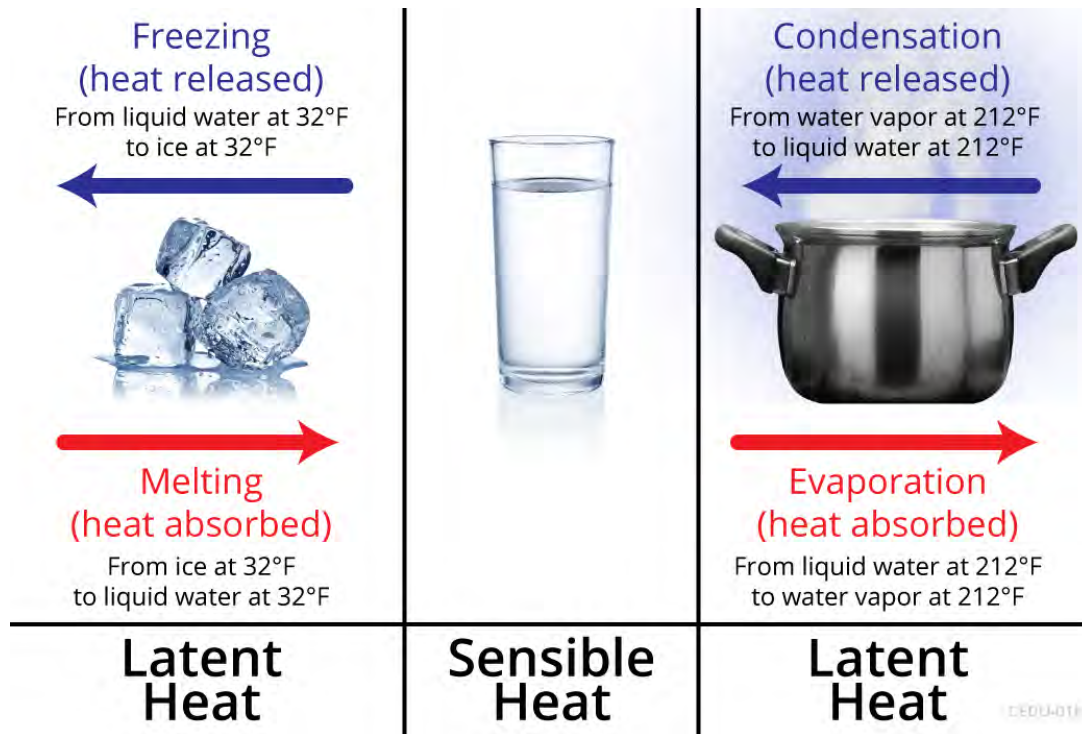 Freezing
(heat released)
From liquid water at 32°F
to ice at 32°F
Melting
(heat absorbed)
From ice at 32°F
to liquid water at 32°F
Latent
Heat
Sensible
Heat
Condensation
(heat released)
From water vapor at 212°F
to liquid water at 212°F
Evaporation
(heat absorbed)
From liquid water at 212°F
to water vapor at 212°F
Latent
Heat